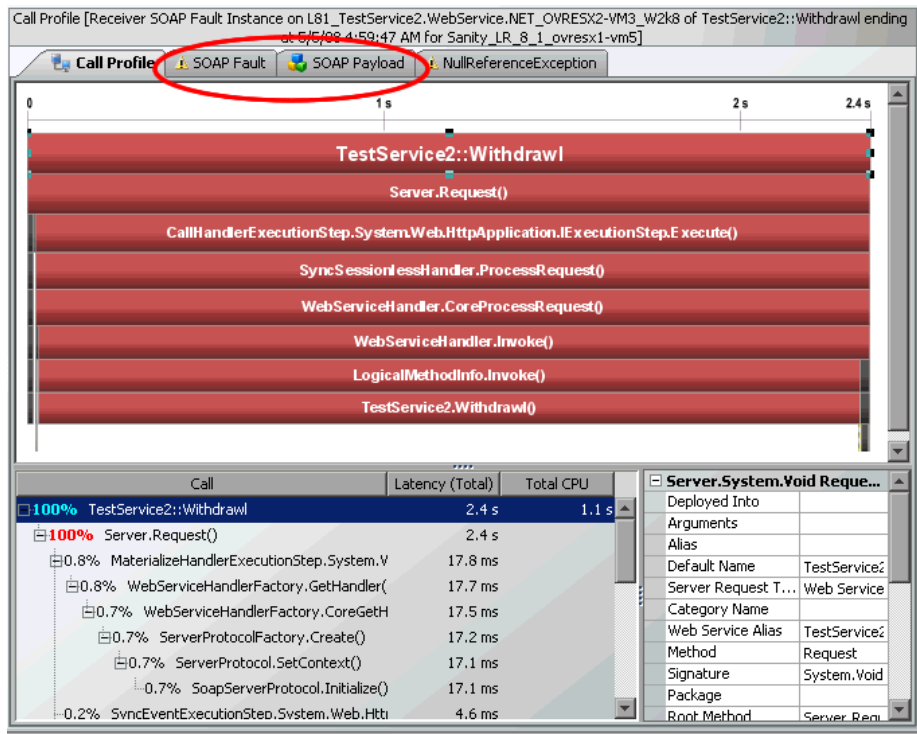 Call Profile [Receiver SOAP Fault Instance on L81_TestService2.WebService.NET_OVRESX2-VM3_W2k8 of TestService2::Withdrawl ending
at 5/5/08 4:59:47 AM for Sanity_LR_8_1_ovresx1-vm5]
Call Profile SOAP Fault SOAP Payload NullReferenceException
0 1 s 2 s 2.4 s
TestService2::Withdrawl
Server.Request()
CallHandlerExecutionStep.System.Web.HttpApplication.IExecutionStep.Execute()
SyncSessionlessHandler.ProcessRequest()
WebServiceHandler.CoreProcessRequest()
WebServiceHandler.Invoke()
LogicalMethodInfo.Invoke()
TestService2.Withdrawl()
Call Latency (Total) Total CPU
100% TestService2::Withdrawl 2.4 s 1.1 s
100% Server.Request() 2.4 s
0.8% MaterializeHandlerExecutionStep.System.V 17.8 ms
0.8% WebServiceHandlerFactory.GetHandler( 17.7 ms
0.7% WebServiceHandlerFactory.CoreGetH 17.5 ms
0.7% ServerProtocolFactory.Create() 17.2 ms
0.7% ServerProtocol.SetContext() 17.1 ms
0.7% SoapServerProtocol.Initialize() 17.1 ms
0.2% SyncEventExecutionStep.System.Web.Htt 4.6 ms
Server.System.Void Reque...
Deployed Into
Arguments
Alias
Default Name TestService2
Server Request T... Web Service
Category Name
Web Service Alias TestService2
Method Request
Signature System.Void
Package
Root Method Server.Requ